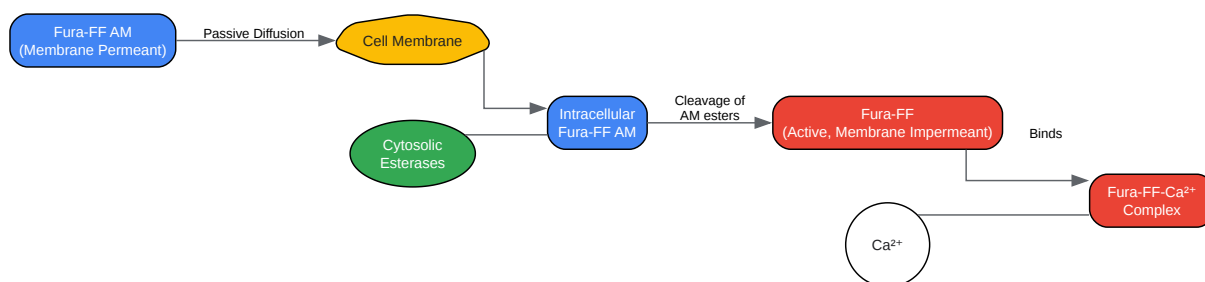 Fura-FF AM
(Membrane Permeant)
Passive Diffusion
Cell Membrane
Cytosolic
Esterases
Intracellular
Fura-FF AM
Cleavage of
AM esters
Fura-FF
(Active, Membrane Impermeant)
Binds
Fura-FF-Ca²⁺
Complex
Ca²⁺